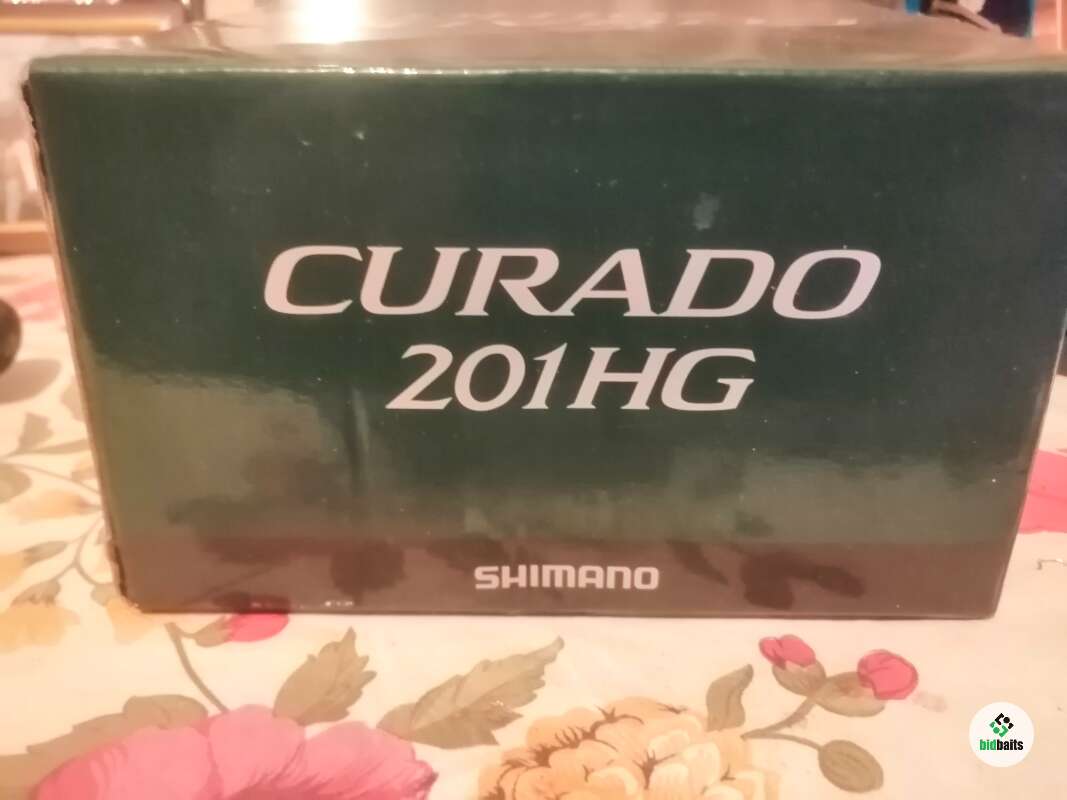 CURADO
201HG
SHIMANO
bidbaits